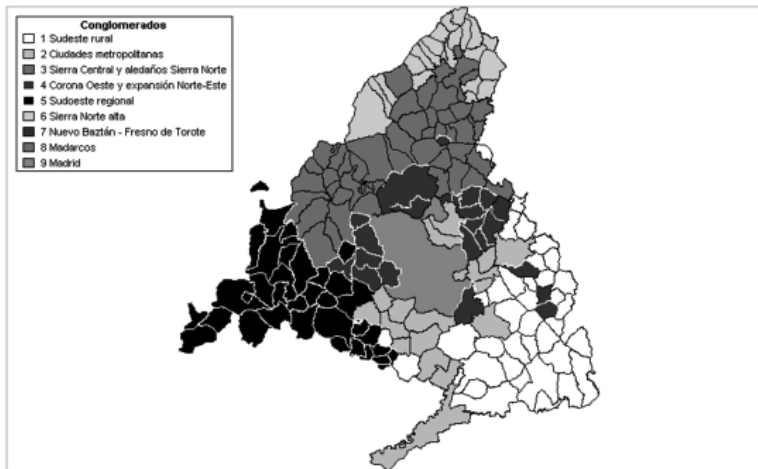 Conglomerados
1 Sudeste rural
2 Ciudades metropolitanas
3 Sierra Central y aledaños Sierra Norte
4 Corona Oeste y expansión Norte-Este
5 Sudoeste regional
6 Sierra Norte alta
7 Nuevo Baztán - Fresno de Torote
8 Madarcos
9 Madrid